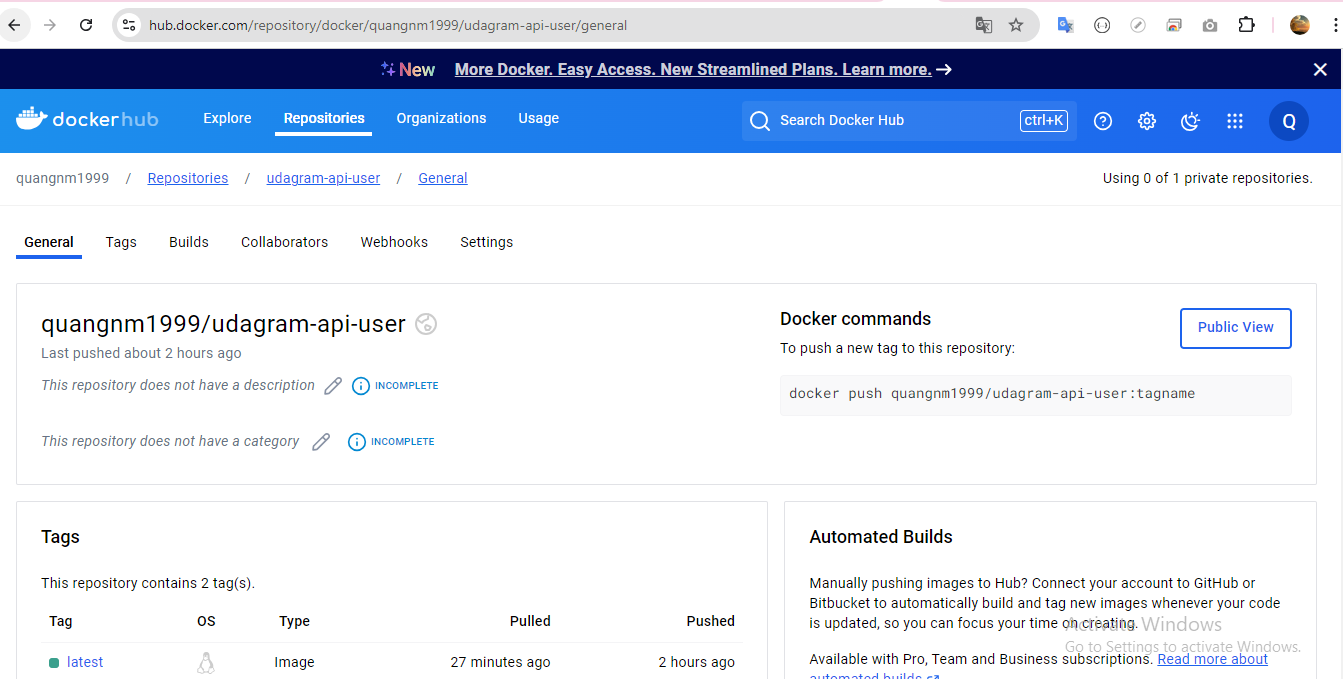 hub.docker.com/repository/docker/quangnm1999/udagram-api-user/general
New More Docker. Easy Access. New Streamlined Plans. Learn more. →
dockerhub Explore Repositories Organizations Usage Search Docker Hub ctrl+K Q
quangnm1999 / Repositories / udagram-api-user / General Using 0 of 1 private repositories.
General Tags Builds Collaborators Webhooks Settings
quangnm1999/udagram-api-user
Last pushed about 2 hours ago
This repository does not have a description INCOMPLETE
This repository does not have a category INCOMPLETE
Docker commands
Public View
To push a new tag to this repository:
docker push quangnm1999/udagram-api-user:tagname
Tags
This repository contains 2 tag(s).
Tag OS Type Pulled Pushed
latest Image 27 minutes ago 2 hours ago
Automated Builds
Manually pushing images to Hub? Connect your account to GitHub or
Bitbucket to automatically build and tag new images whenever your code
is updated, so you can focus your time on creating.
Available with Pro, Team and Business subscriptions. Read more about
automated builds
Activate Windows
Go to Settings to activate Windows.